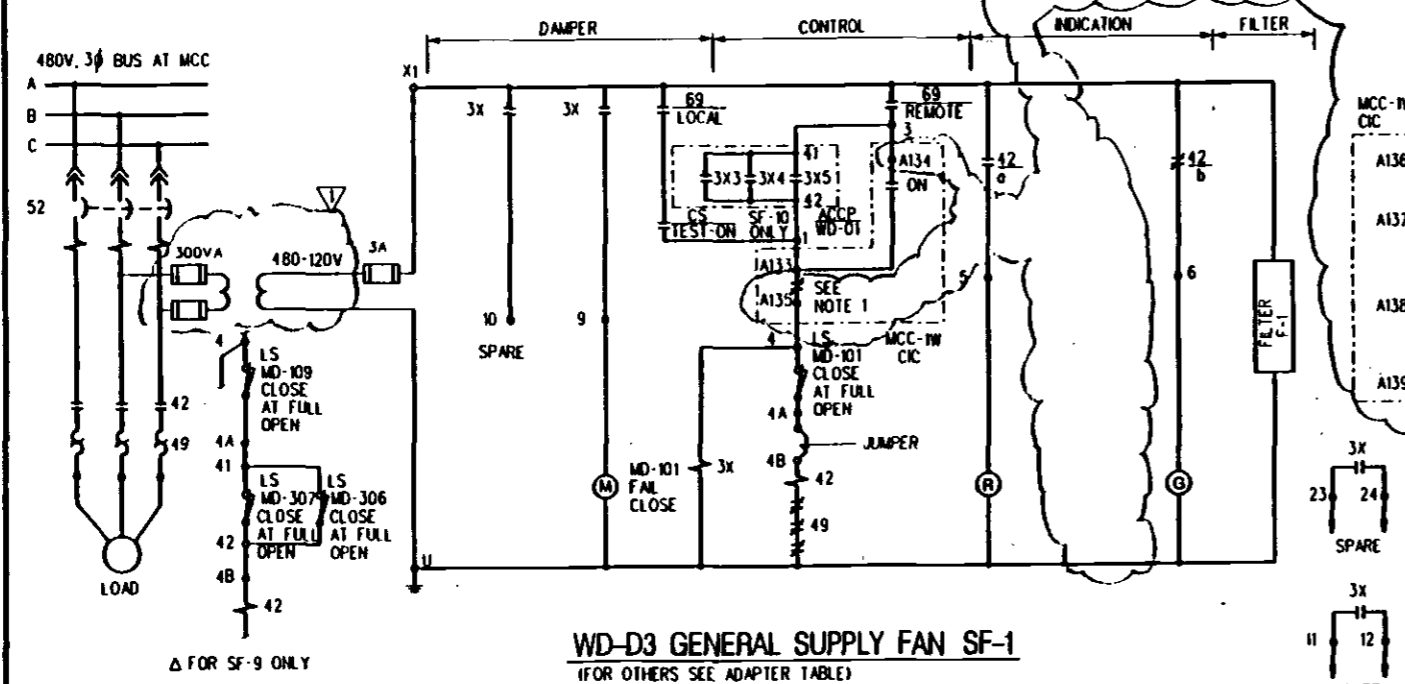 DAMPER
CONTROL
INDICATION
FILTER
480V, 3ϕ BUS AT MCC
A
B
C
52
1
300VA
480-120V
3A
X1
3X
3X
69
LOCAL
69
REMOTE
3
41
3X3
3X4
3X5
42
A134
ON
CS
TEST-ON
SF-10
ONLY
ACCP
WD-01
1
A133
A135
SEE
NOTE 1
MCC-1W
CIC
42
a
42
b
5
6
10
SPARE
9
4
LS
MD-101
CLOSE
AT FULL
OPEN
4A
JUMPER
4B
42
49
MD-101
FAIL
CLOSE
3X
M
R
G
FILTER
F-1
U
4
LS
MD-109
CLOSE
AT FULL
OPEN
4A
41
LS
MD-307
CLOSE
AT FULL
OPEN
LS
MD-306
CLOSE
AT FULL
OPEN
42
4B
42
42
49
LOAD
Δ FOR SF-9 ONLY
WD-D3 GENERAL SUPPLY FAN SF-1
(FOR OTHERS SEE ADAPTER TABLE)
CIC
A138
3X
23
24
SPARE
3X
11
12